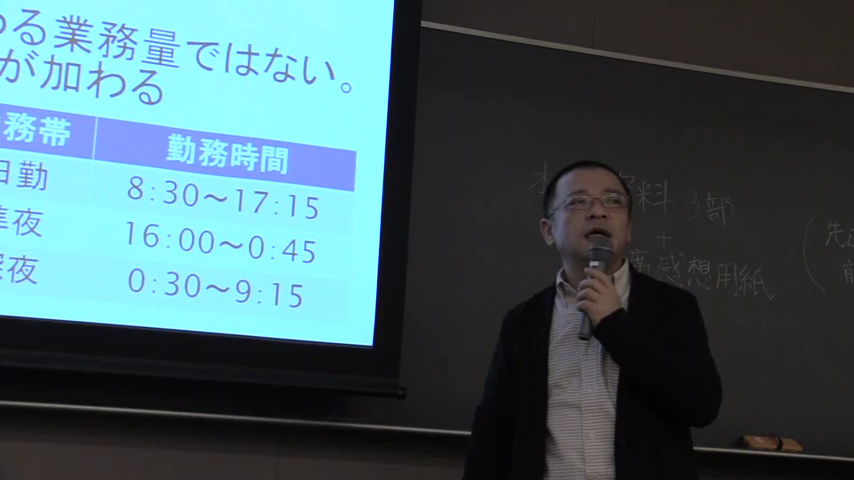 る業務量ではない。
が加わる
務帯 勤務時間
日勤 8:30～17:15
準夜 16:00～0:45
深夜 0:30～9:15
資料 3部
+
感想用紙